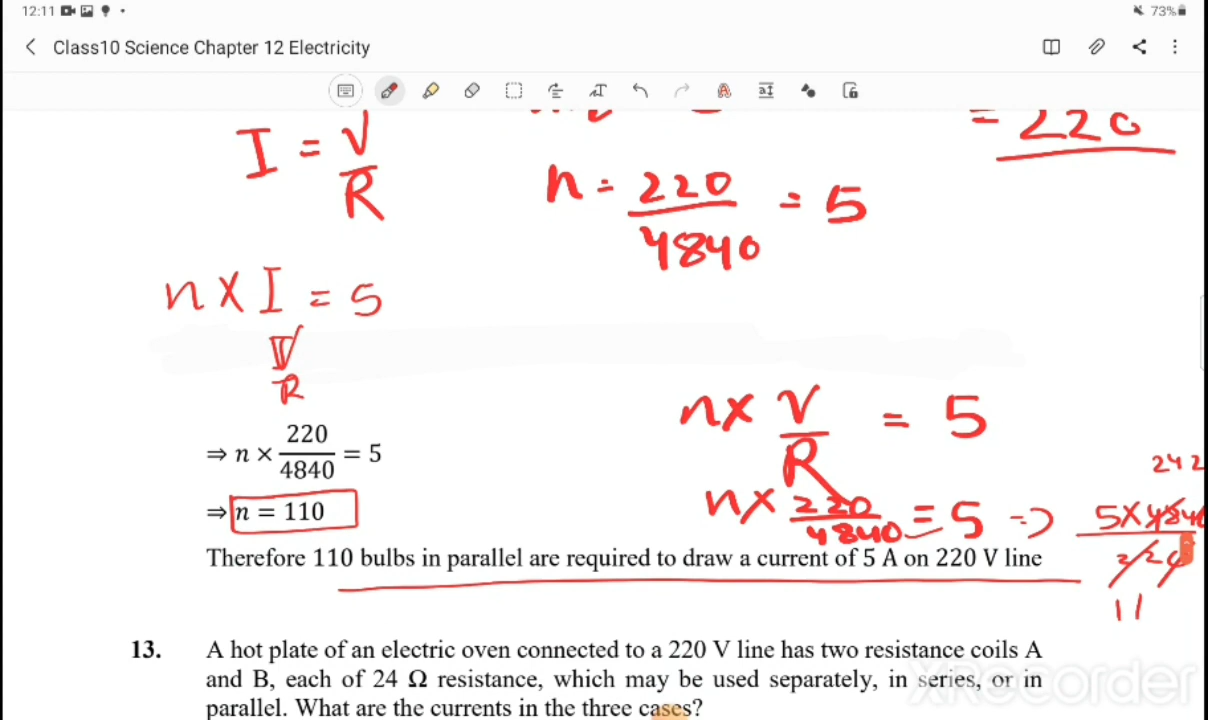 12:11 73%
Class10 Science Chapter 12 Electricity
= 220
I = V/R
n = 220/4840 = 5
n × I = 5
V/R
n × V/R = 5
⇒ n × 220/4840 = 5
242
n × 220/4840 = 5 => 5 × 4840/220
⇒ n = 110
11
Therefore 110 bulbs in parallel are required to draw a current of 5 A on 220 V line
13. A hot plate of an electric oven connected to a 220 V line has two resistance coils A
and B, each of 24 Ω resistance, which may be used separately, in series, or in
parallel. What are the currents in the three cases?
XRecorder